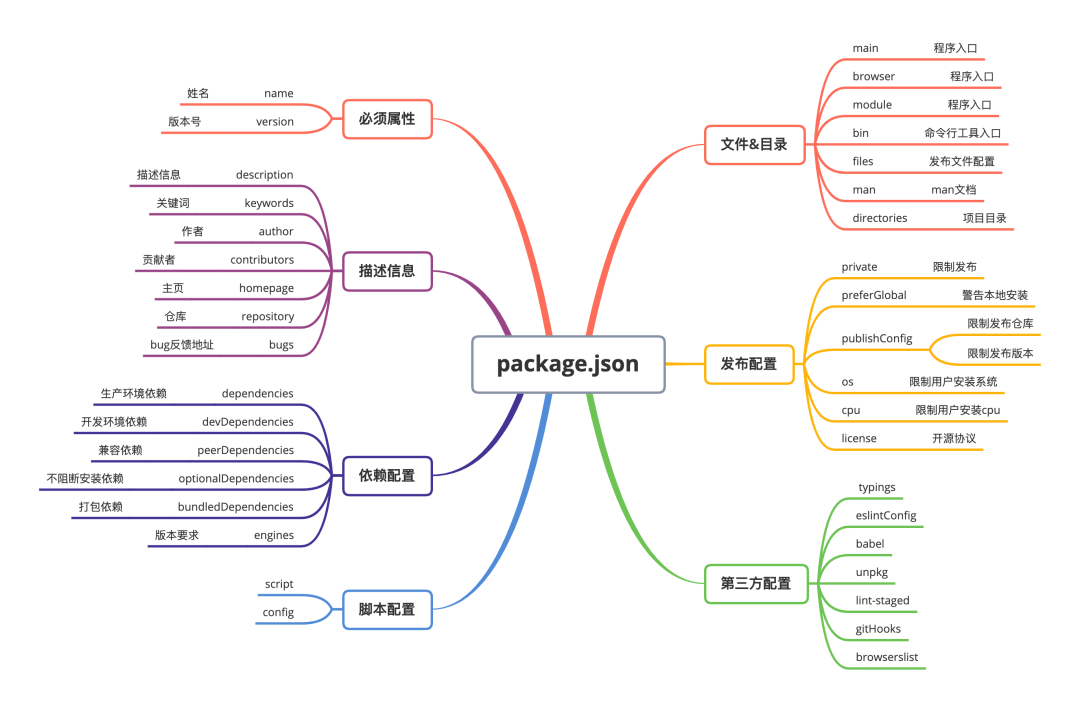 package.json
必须属性
姓名 name
版本号 version
描述信息
描述信息 description
关键词 keywords
作者 author
贡献者 contributors
主页 homepage
仓库 repository
bug反馈地址 bugs
依赖配置
生产环境依赖 dependencies
开发环境依赖 devDependencies
兼容依赖 peerDependencies
不阻断安装依赖 optionalDependencies
打包依赖 bundledDependencies
版本要求 engines
脚本配置
script
config
文件&目录
main 程序入口
browser 程序入口
module 程序入口
bin 命令行工具入口
files 发布文件配置
man man文档
directories 项目目录
发布配置
private 限制发布
preferGlobal 警告本地安装
publishConfig
限制发布仓库
限制发布版本
os 限制用户安装系统
cpu 限制用户安装cpu
license 开源协议
第三方配置
typings
eslintConfig
babel
unpkg
lint-staged
gitHooks
browserslist